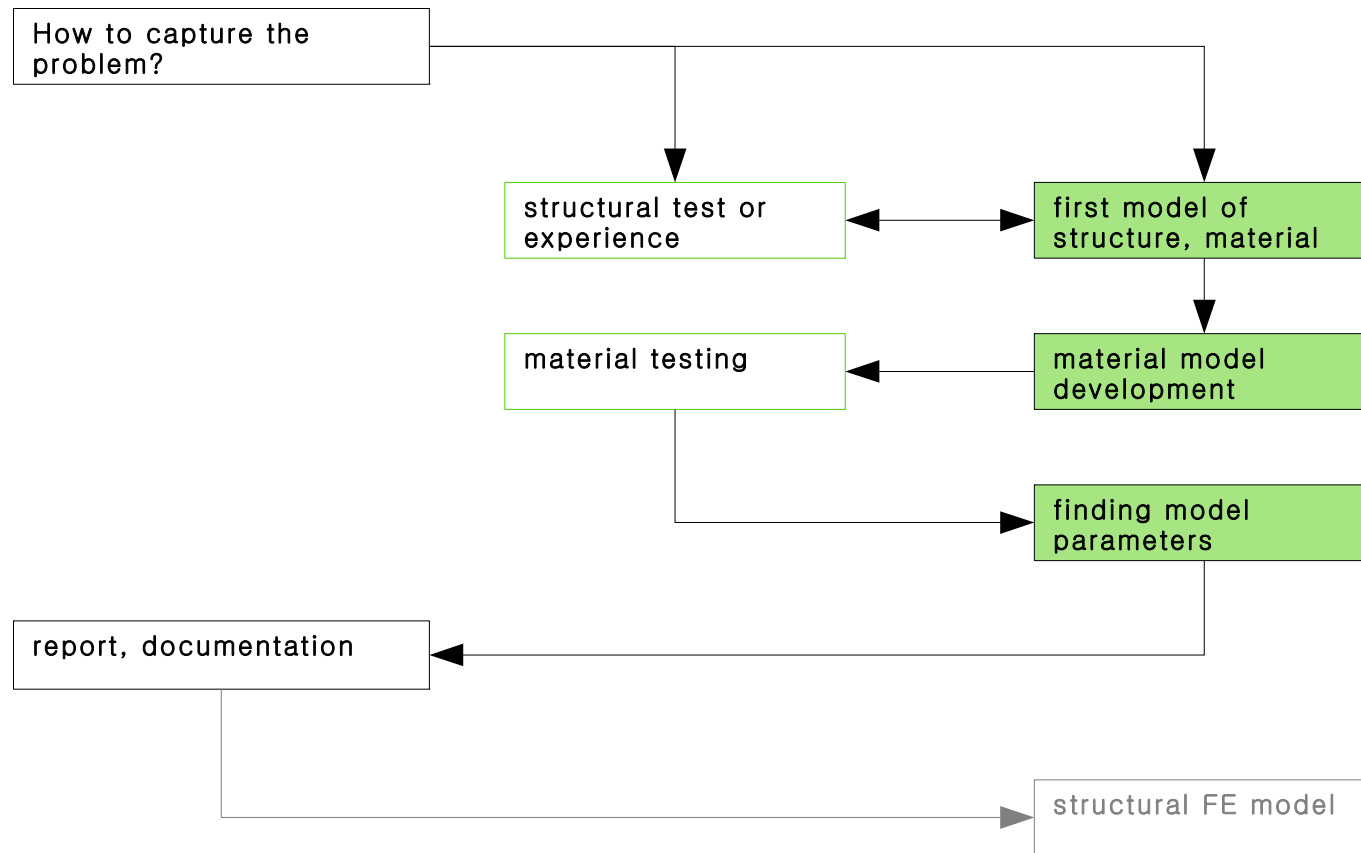 How to capture the
problem?
structural test or
experience
first model of
structure, material
material testing
material model
development
finding model
parameters
report, documentation
structural FE model